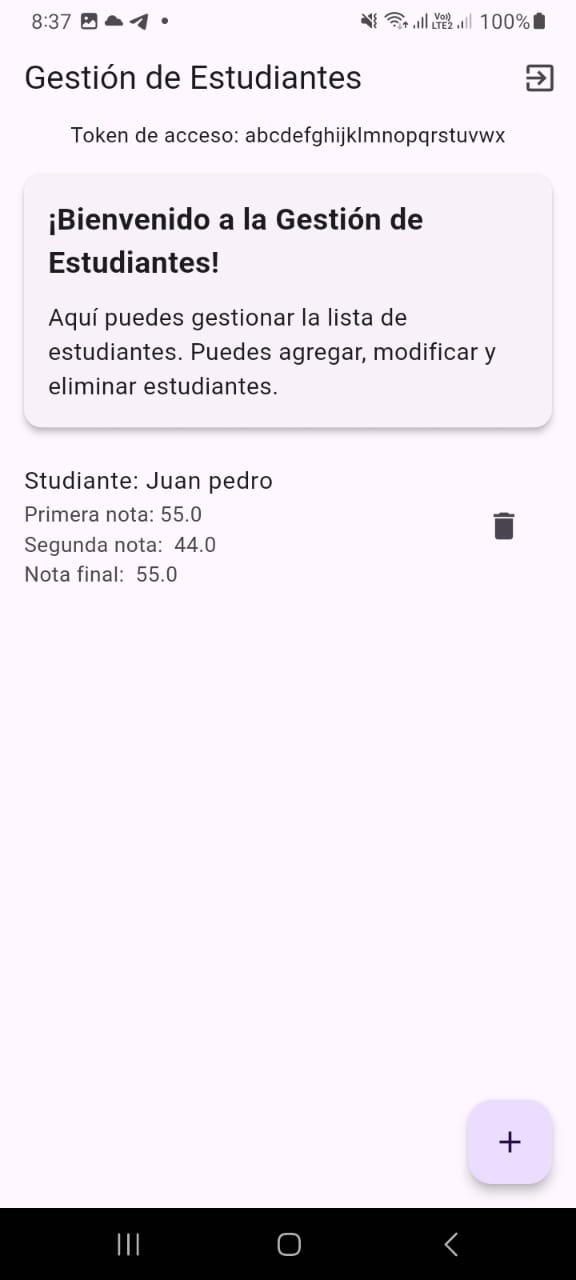 8:37
Voi) LTE2 100%
Gestión de Estudiantes
Token de acceso: abcdefghijklmnopqrstuvwx
¡Bienvenido a la Gestión de
Estudiantes!
Aquí puedes gestionar la lista de
estudiantes. Puedes agregar, modificar y
eliminar estudiantes.
Studiante: Juan pedro
Primera nota: 55.0
Segunda nota:  44.0
Nota final:  55.0